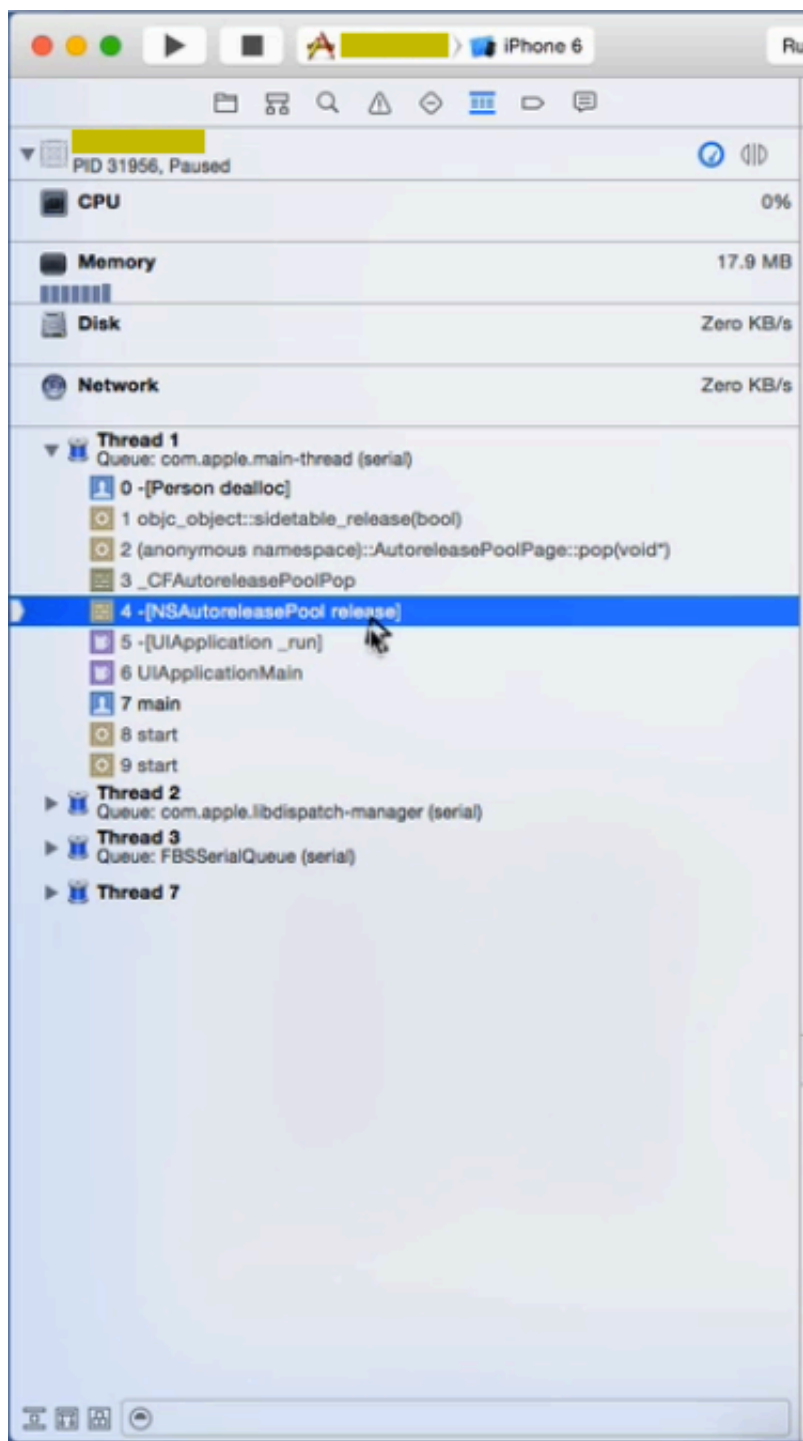 iPhone 6
Ru
PID 31956, Paused
CPU 0%
Memory 17.9 MB
Disk Zero KB/s
Network Zero KB/s
Thread 1
Queue: com.apple.main-thread (serial)
0 -[Person dealloc]
1 objc_object::sidetable_release(bool)
2 (anonymous namespace)::AutoreleasePoolPage::pop(void*)
3 _CFAutoreleasePoolPop
4 -[NSAutoreleasePool release]
5 -[UIApplication _run]
6 UIApplicationMain
7 main
8 start
9 start
Thread 2
Queue: com.apple.libdispatch-manager (serial)
Thread 3
Queue: FBSSerialQueue (serial)
Thread 7